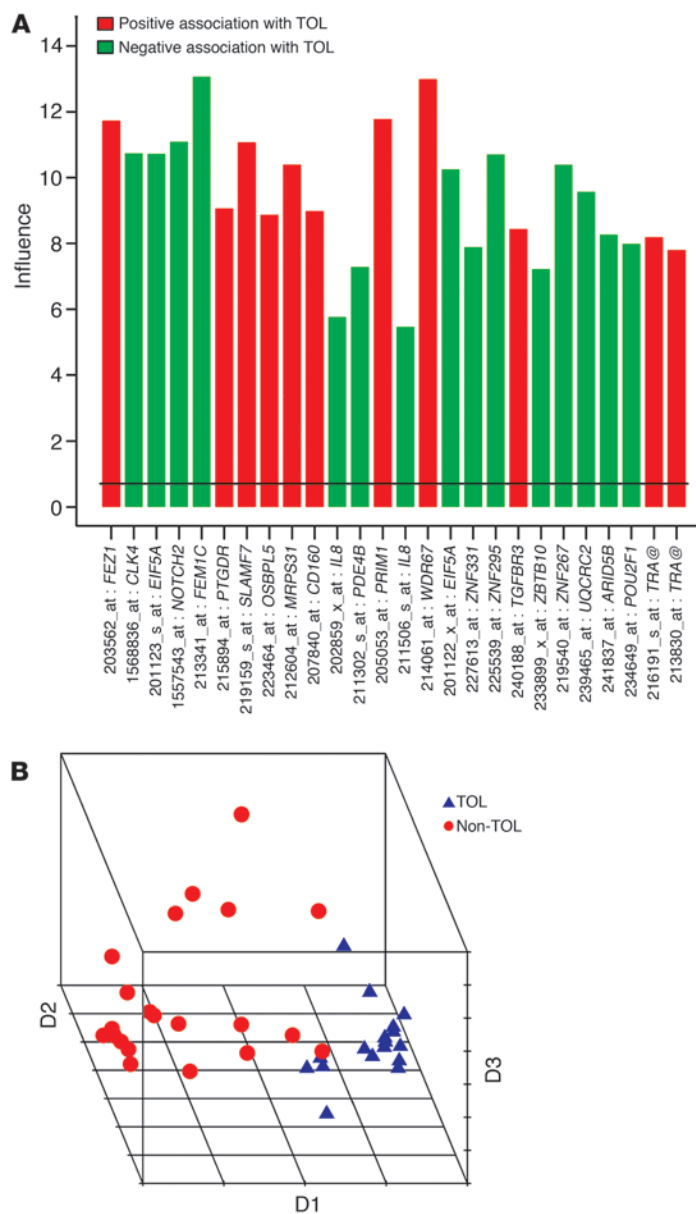 A
Positive association with TOL
Negative association with TOL
14
12
10
8
6
4
2
0
Influence
203562_at : FEZ1
1568836_at : CLK4
201123_s_at : EIF5A
1557543_at : NOTCH2
213341_at : FEM1C
215894_at : PTGDR
219159_s_at : SLAMF7
223464_at : OSBPL5
212604_at : MRPS31
207840_at : CD160
202859_x_at : IL8
211302_s_at : PDE4B
205053_at : PRIM1
211506_s_at : IL8
214061_at : WDR67
201122_x_at : EIF5A
227613_at : ZNF331
225539_at : ZNF295
240188_at : TGFBR3
233899_x_at : ZBTB10
219540_at : ZNF267
239465_at : UQCRC2
241837_at : ARID5B
234649_at : POU2F1
216191_s_at : TRA@
213830_at : TRA@
B
TOL
Non-TOL
D2
D3
D1